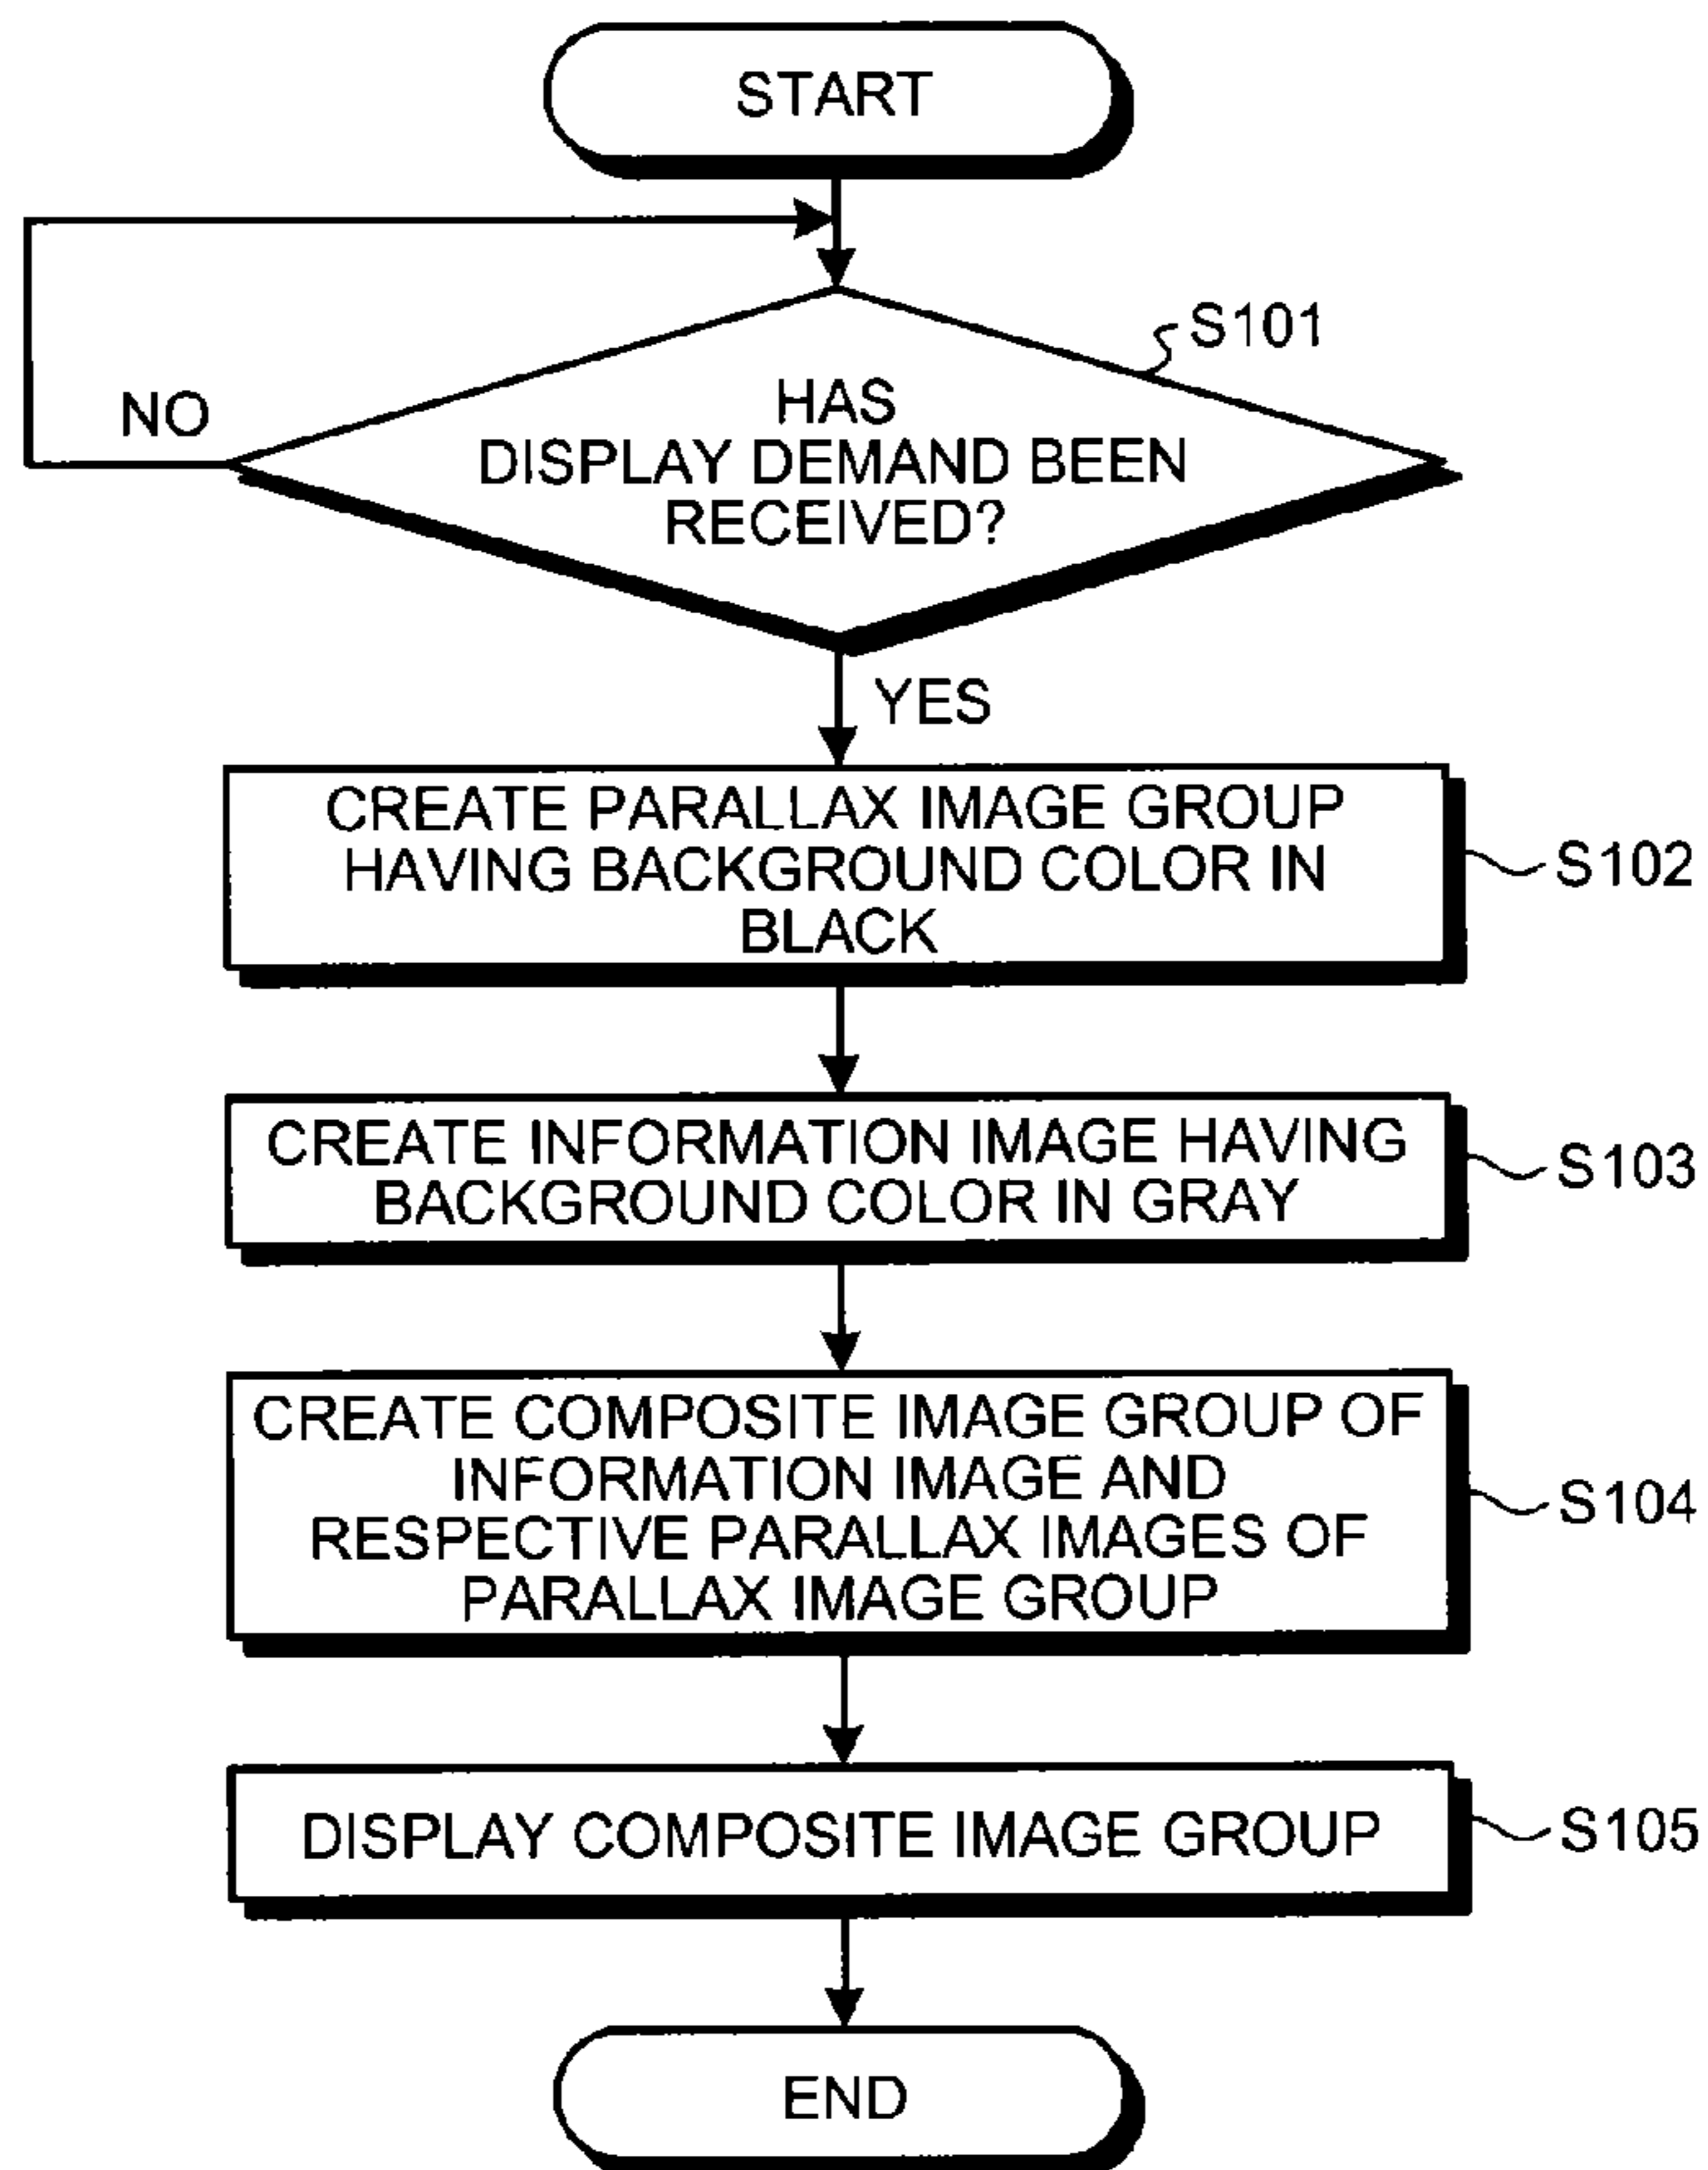 START
S101
NO
HAS
DISPLAY DEMAND BEEN
RECEIVED?
YES
CREATE PARALLAX IMAGE GROUP
HAVING BACKGROUND COLOR IN
BLACK
S102
CREATE INFORMATION IMAGE HAVING
BACKGROUND COLOR IN GRAY
S103
CREATE COMPOSITE IMAGE GROUP OF
INFORMATION IMAGE AND
RESPECTIVE PARALLAX IMAGES OF
PARALLAX IMAGE GROUP
S104
DISPLAY COMPOSITE IMAGE GROUP
S105
END